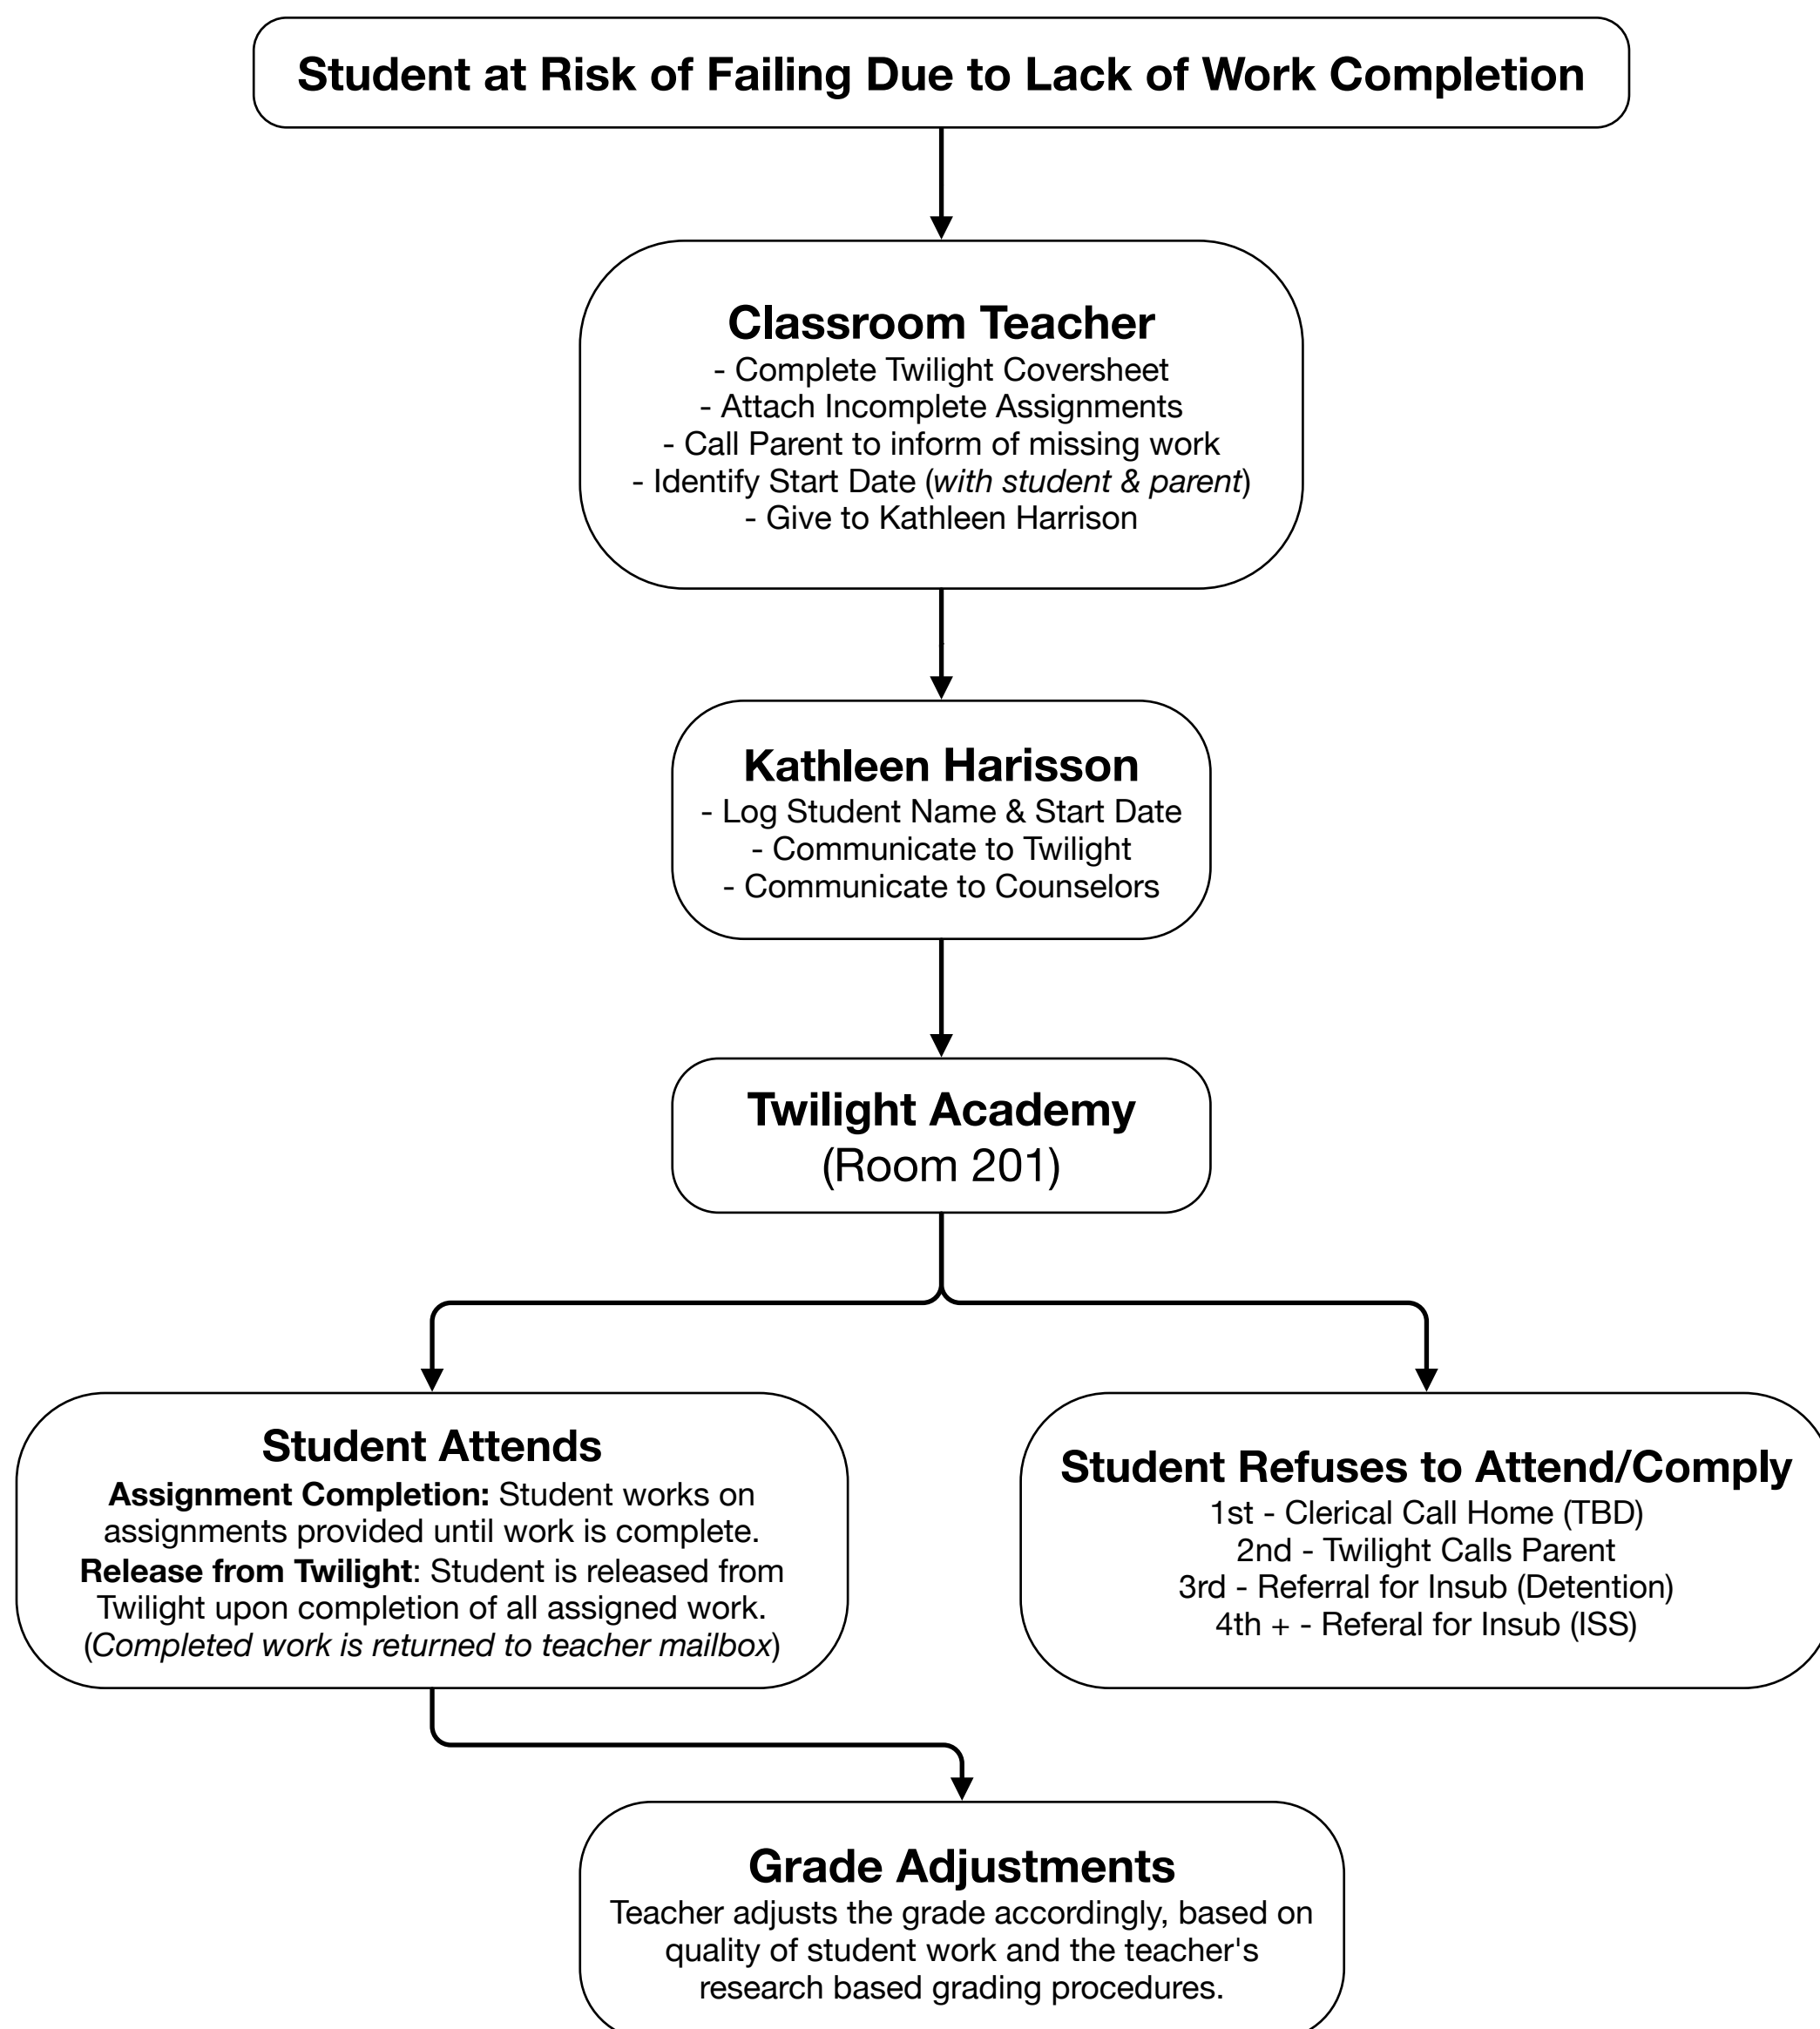 Student at Risk of Failing Due to Lack of Work Completion
Classroom Teacher
- Complete Twilight Coversheet
- Attach Incomplete Assignments
- Call Parent to inform of missing work
- Identify Start Date (with student & parent)
- Give to Kathleen Harrison
Kathleen Harisson
- Log Student Name & Start Date
- Communicate to Twilight
- Communicate to Counselors
Twilight Academy
(Room 201)
Student Attends
Assignment Completion: Student works on
assignments provided until work is complete.
Release from Twilight: Student is released from
Twilight upon completion of all assigned work.
(Completed work is returned to teacher mailbox)
Student Refuses to Attend/Comply
1st - Clerical Call Home (TBD)
2nd - Twilight Calls Parent
3rd - Referral for Insub (Detention)
4th + - Referal for Insub (ISS)
Grade Adjustments
Teacher adjusts the grade accordingly, based on
quality of student work and the teacher's
research based grading procedures.